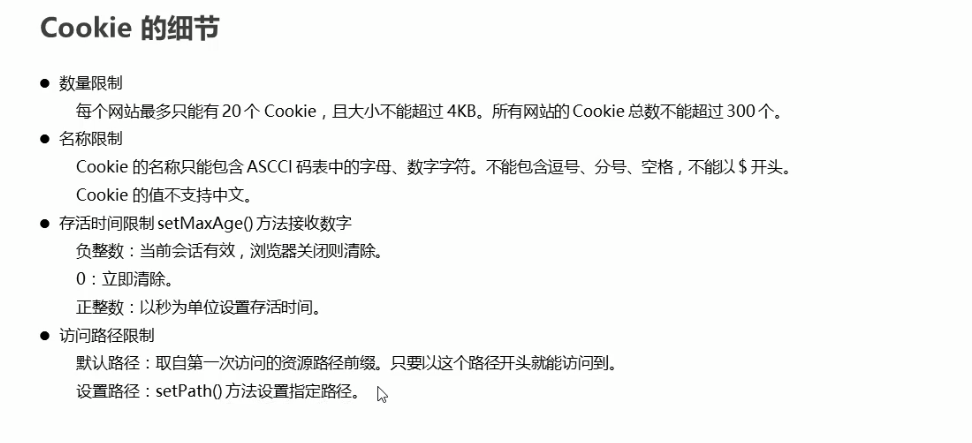 Cookie 的细节
● 数量限制
每个网站最多只能有 20 个 Cookie，且大小不能超过 4KB。所有网站的 Cookie 总数不能超过 300 个。
● 名称限制
Cookie 的名称只能包含 ASCCI 码表中的字母、数字字符。不能包含逗号、分号、空格，不能以 $ 开头。
Cookie 的值不支持中文。
● 存活时间限制 setMaxAge() 方法接收数字
负整数：当前会话有效，浏览器关闭则清除。
0：立即清除。
正整数：以秒为单位设置存活时间。
● 访问路径限制
默认路径：取自第一次访问的资源路径前缀。只要以这个路径开头就能访问到。
设置路径：setPath() 方法设置指定路径。